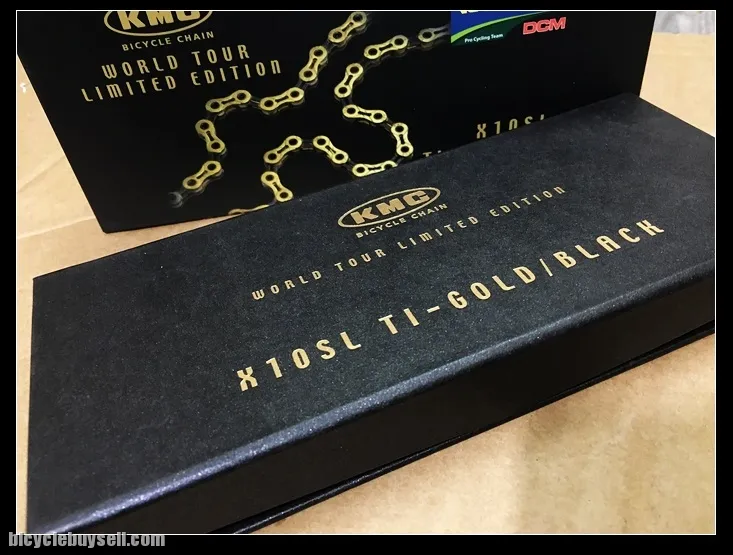 KMC
BICYCLE CHAIN
WORLD TOUR
LIMITED EDITION
Pro Cycling Team
DCM
X10SL
KMC
BICYCLE CHAIN
WORLD TOUR LIMITED EDITION
X10SL TI-GOLD/BLACK
bicyclebuysell.com